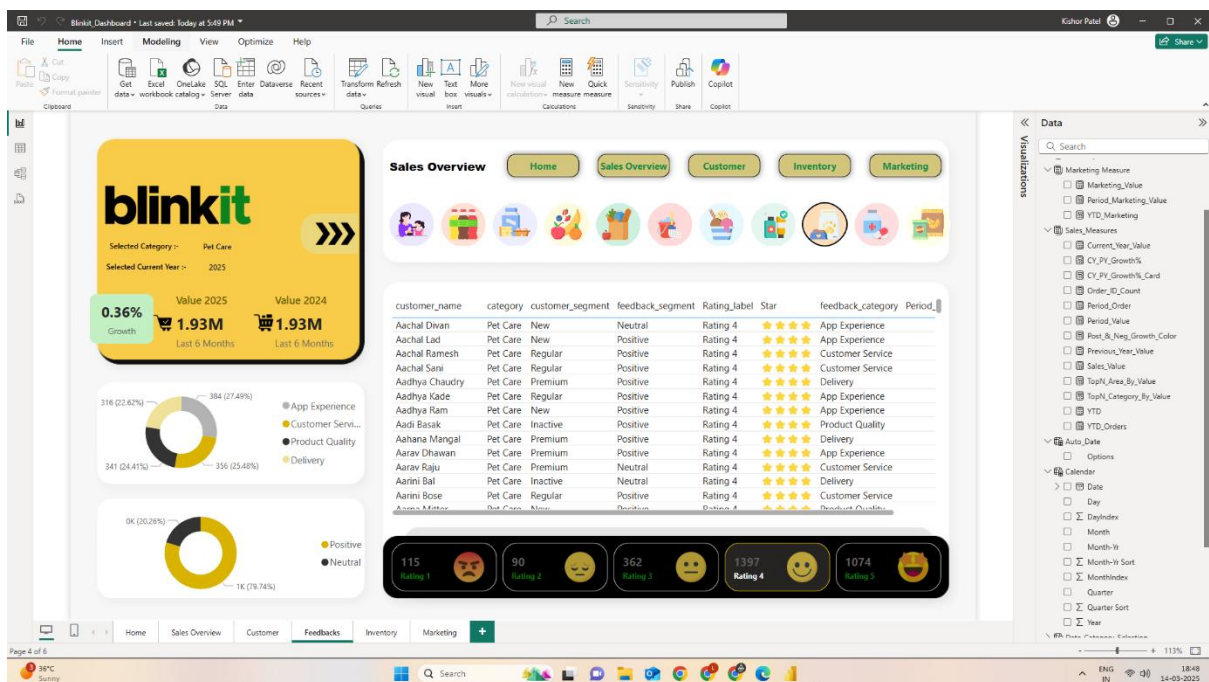 Blinkit_Dashboard • Last saved: Today at 5:49 PM
Search
Kishor Patel
File Home Insert Modeling View Optimize Help
Share
Paste
Cut
Copy
Format painter
Clipboard
Get data
Excel workbook
OneLake catalog
SQL Server
Enter data
Dataverse
Recent sources
Data
Transform data
Refresh
Queries
New visual
Text box
More visuals
Insert
New visual calculation
New measure
Quick measure
Calculations
Sensitivity
Sensitivity
Publish
Share
Copilot
Copilot
blinkit
Selected Category :- Pet Care
Selected Current Year :- 2025
0.36%
Growth
Value 2025
1.93M
Last 6 Months
Value 2024
1.93M
Last 6 Months
Sales Overview
Home
Sales Overview
Customer
Inventory
Marketing
316 (22.62%)
384 (27.49%)
341 (24.41%)
356 (25.48%)
App Experience
Customer Servi...
Product Quality
Delivery
0K (20.26%)
1K (79.74%)
Positive
Neutral
customer_name category customer_segment feedback_segment Rating_label Star feedback_category Period_
Aachal Divan Pet Care New Neutral Rating 4 ★★★★ App Experience
Aachal Lad Pet Care New Positive Rating 4 ★★★★ App Experience
Aachal Ramesh Pet Care Regular Positive Rating 4 ★★★★ Customer Service
Aachal Sani Pet Care Regular Positive Rating 4 ★★★★ Customer Service
Aadhya Chaudry Pet Care Premium Positive Rating 4 ★★★★ Delivery
Aadhya Kade Pet Care Regular Positive Rating 4 ★★★★ App Experience
Aadhya Ram Pet Care New Positive Rating 4 ★★★★ App Experience
Aadi Basak Pet Care Inactive Positive Rating 4 ★★★★ Product Quality
Aahana Mangal Pet Care Premium Positive Rating 4 ★★★★ Delivery
Aarav Dhawan Pet Care Premium Positive Rating 4 ★★★★ App Experience
Aarav Raju Pet Care Premium Neutral Rating 4 ★★★★ Customer Service
Aarini Bal Pet Care Inactive Neutral Rating 4 ★★★★ Delivery
Aarini Bose Pet Care Regular Positive Rating 4 ★★★★ Customer Service
Aarna Mitter Pet Care New Positive Rating 4 ★★★★ Product Quality
115
Rating 1
90
Rating 2
362
Rating 3
1397
Rating 4
1074
Rating 5
Visualizations
Data
Search
Marketing Measure
Marketing_Value
Period_Marketing_Value
YTD_Marketing
Sales_Measures
Current_Year_Value
CY_PY_Growth%
CY_PY_Growth%_Card
Order_ID_Count
Period_Order
Period_Value
Post_&_Neg_Growth_Color
Previous_Year_Value
Sales_Value
TopN_Area_By_Value
TopN_Category_By_Value
YTD
YTD_Orders
Auto_Date
Options
Calendar
Date
Day
DayIndex
Month
Month-Yr
Month-Yr Sort
MonthIndex
Quarter
Quarter Sort
Year
Home Sales Overview Customer Feedbacks Inventory Marketing
Page 4 of 6
113%
3
36°C
Sunny
Search
ENG
IN
18:48
14-03-2025